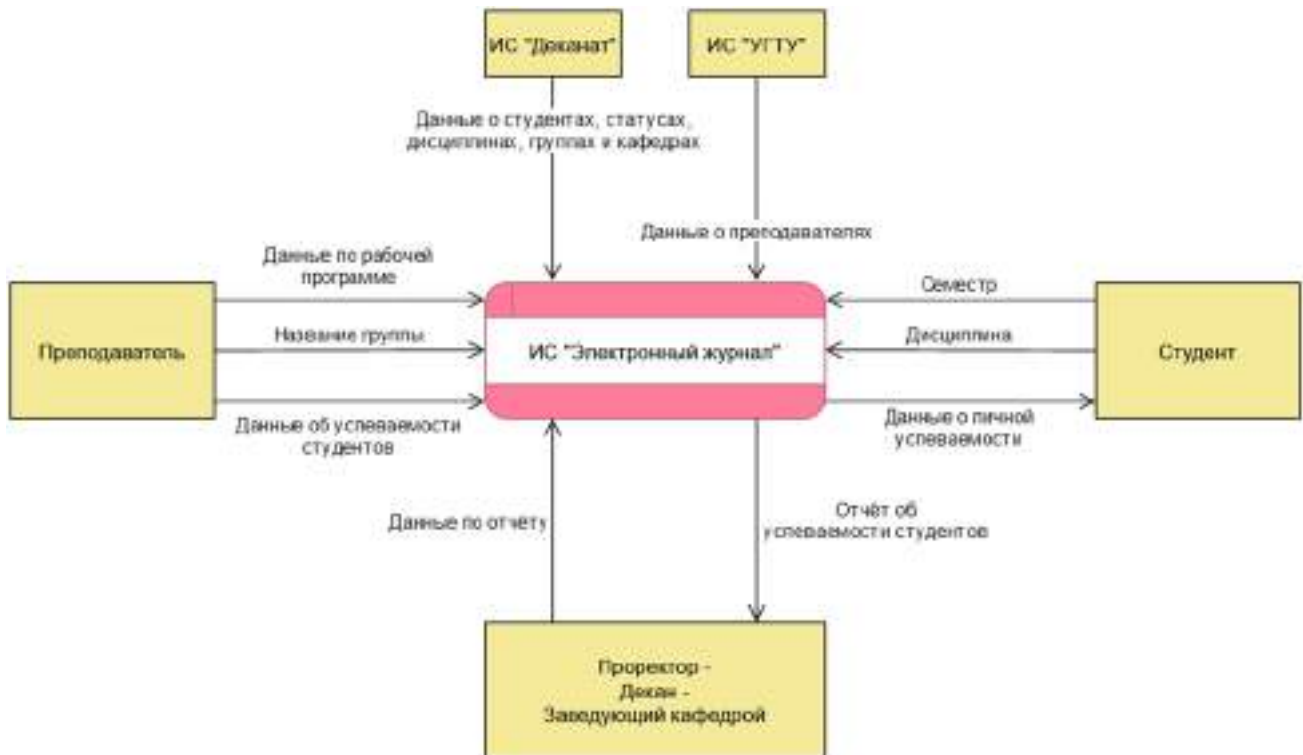 ИС "Деканат"
ИС "УГТУ"
Данные о студентах, статусах,
дисциплинах, группах и кафедрах
Данные о преподавателях
Данные по рабочей
программе
Семестр
Преподаватель
Название группы
ИС "Электронный журнал"
Дисциплина
Студент
Данные об успеваемости
студентов
Данные о личной
успеваемости
Данные по отчёту
Отчёт об
успеваемости студентов
Проректор -
Декан -
Заведующий кафедрой